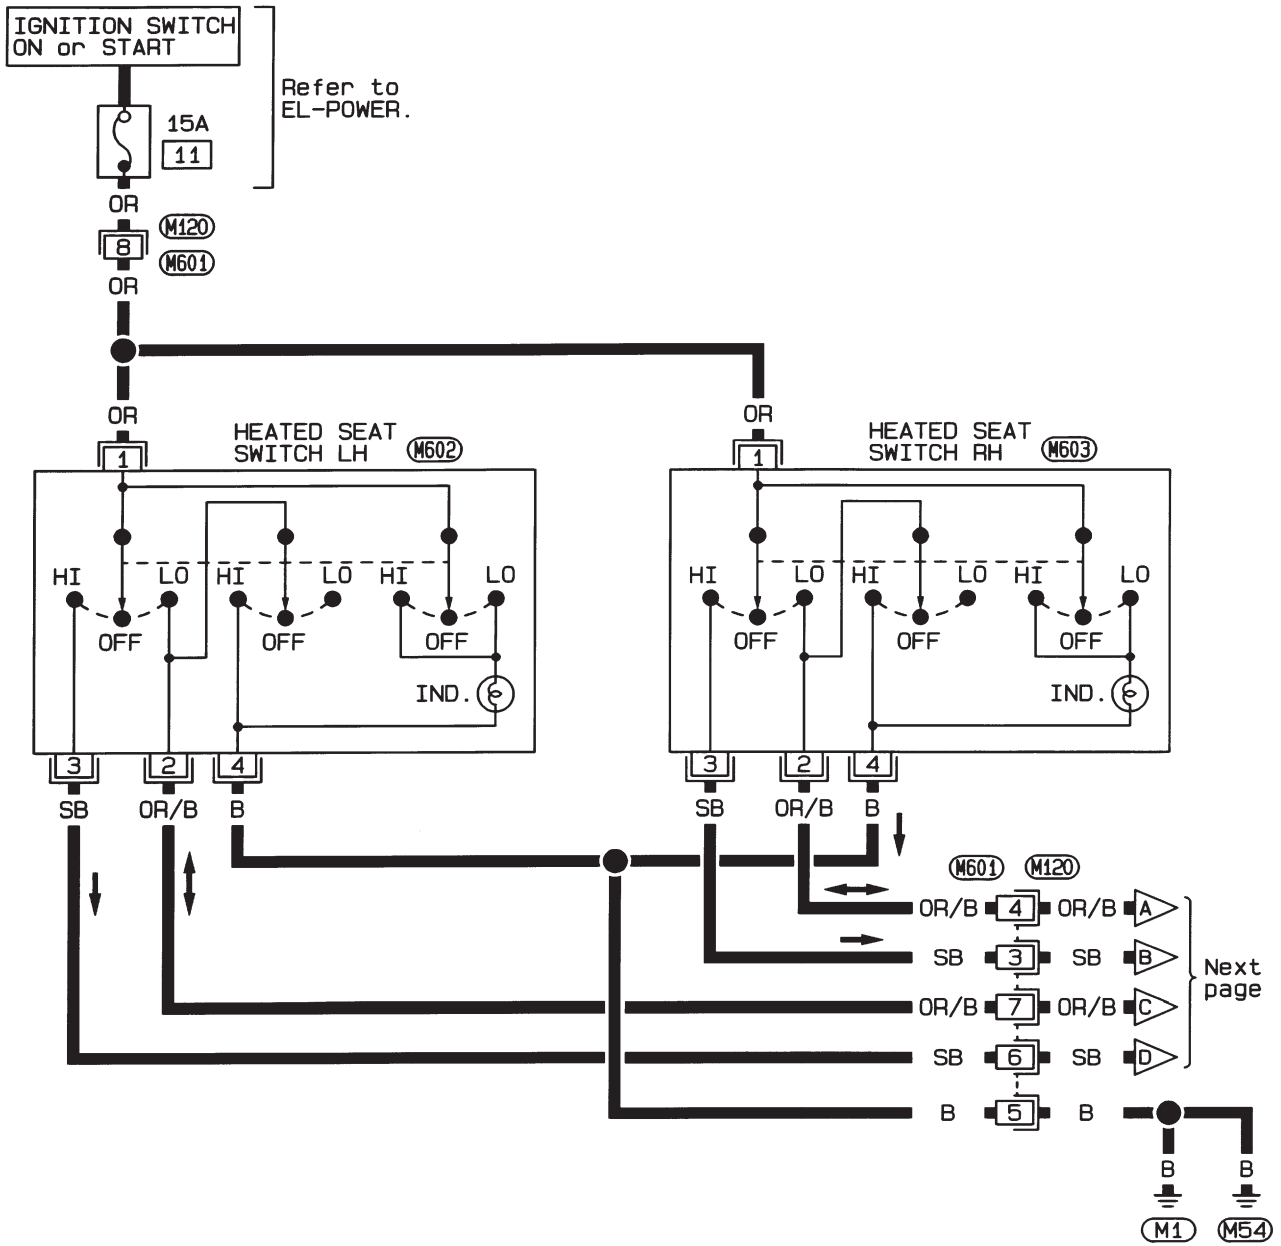 IGNITION SWITCH
ON or START
Refer to
EL-POWER.
15A
11
OR
M120
8
M601
OR
OR
OR
HEATED SEAT
SWITCH LH
M602
HEATED SEAT
SWITCH RH
M603
1
1
HI
LO
HI
LO
HI
LO
HI
LO
HI
LO
HI
LO
OFF
OFF
OFF
OFF
OFF
OFF
IND.
IND.
3
2
4
3
2
4
SB
OR/B
B
SB
OR/B
B
M601
M120
OR/B
4
OR/B
A
SB
3
SB
B
Next
page
OR/B
7
OR/B
C
SB
6
SB
D
B
5
B
B
B
M1
M54